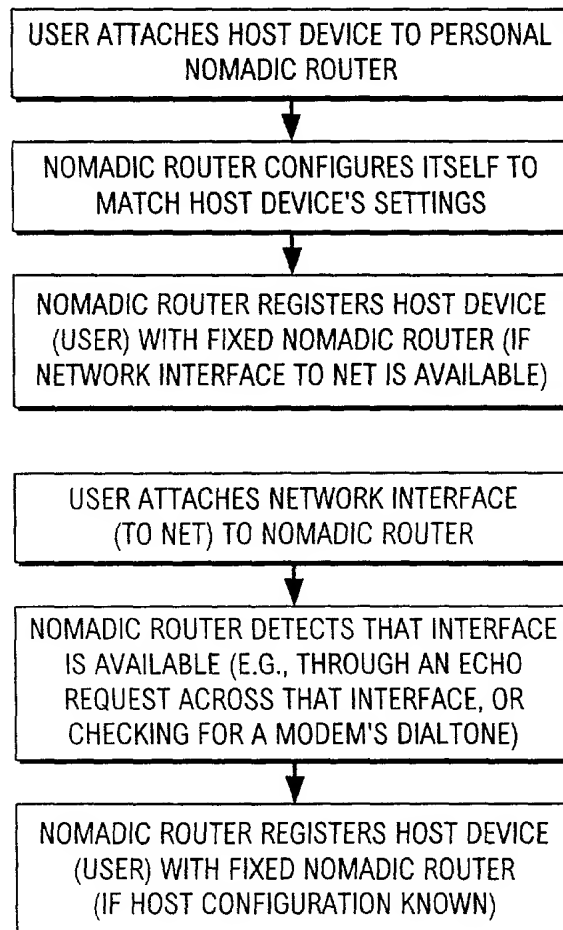 USER ATTACHES HOST DEVICE TO PERSONAL
NOMADIC ROUTER
NOMADIC ROUTER CONFIGURES ITSELF TO
MATCH HOST DEVICE'S SETTINGS
NOMADIC ROUTER REGISTERS HOST DEVICE
(USER) WITH FIXED NOMADIC ROUTER (IF
NETWORK INTERFACE TO NET IS AVAILABLE)
USER ATTACHES NETWORK INTERFACE
(TO NET) TO NOMADIC ROUTER
NOMADIC ROUTER DETECTS THAT INTERFACE
IS AVAILABLE (E.G., THROUGH AN ECHO
REQUEST ACROSS THAT INTERFACE, OR
CHECKING FOR A MODEM'S DIALTONE)
NOMADIC ROUTER REGISTERS HOST DEVICE
(USER) WITH FIXED NOMADIC ROUTER
(IF HOST CONFIGURATION KNOWN)